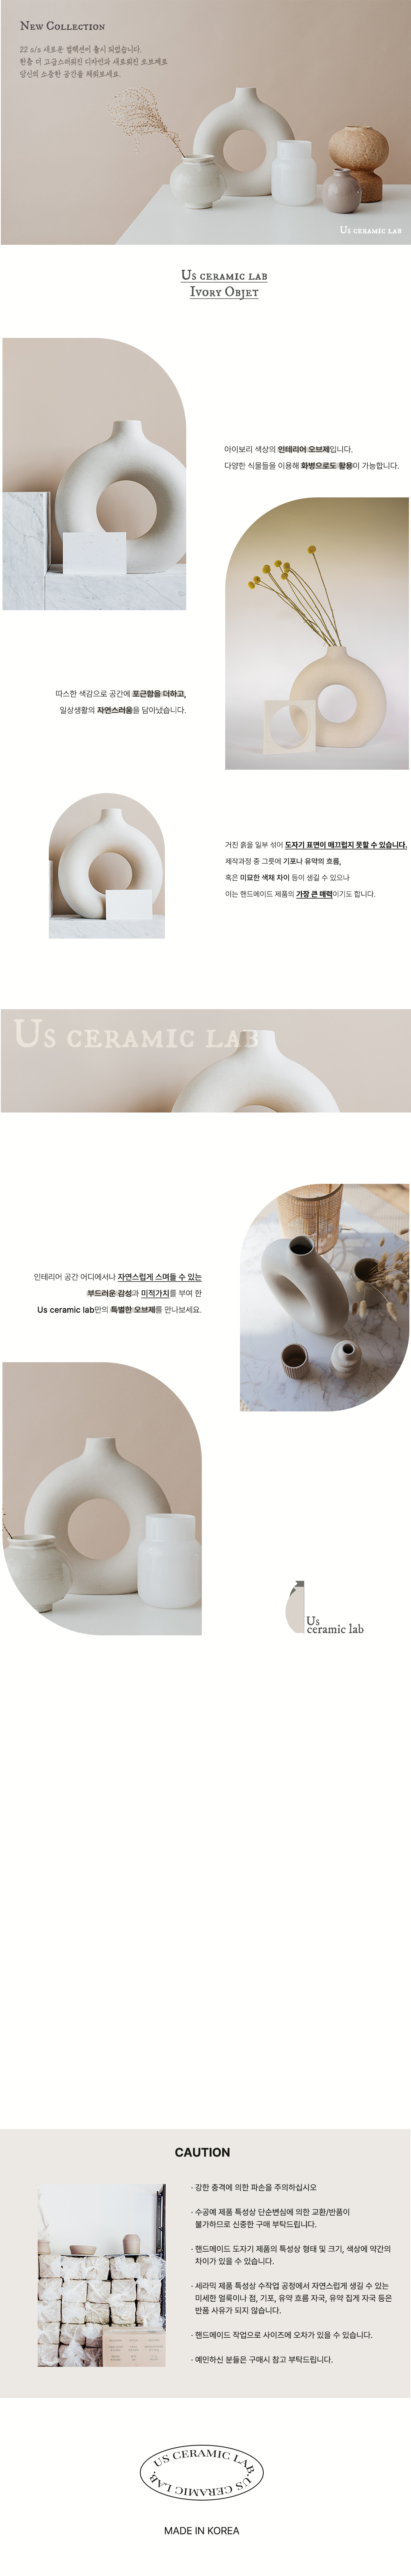 New Collection
22 s/s 새로운 컬렉션이 출시 되었습니다.
한층 더 고급스러워진 디자인과 새로워진 오브제로
당신의 소중한 공간을 채워보세요.
Us ceramic lab
Us ceramic lab
Ivory Objet
아이보리 색상의 인테리어 오브제입니다.
다양한 식물들을 이용해 화병으로도 활용이 가능합니다.
따스한 색감으로 공간에 포근함을 더하고,
일상생활의 자연스러움을 담아냈습니다.
거친 흙을 일부 섞어 도자기 표면이 매끄럽지 못할 수 있습니다.
제작과정 중 그릇에 기포나 유약의 흐름,
혹은 미묘한 색채 차이 등이 생길 수 있으나
이는 핸드메이드 제품의 가장 큰 매력이기도 합니다.
Us ceramic lab
인테리어 공간 어디에서나 자연스럽게 스며들 수 있는
부드러운 감성과 미적가치를 부여 한
Us ceramic lab만의 특별한 오브제를 만나보세요.
Us
ceramic lab
CAUTION
· 강한 충격에 의한 파손을 주의하십시오
· 수공예 제품 특성상 단순변심에 의한 교환/반품이
불가하므로 신중한 구매 부탁드립니다.
· 핸드메이드 도자기 제품의 특성상 형태 및 크기, 색상에 약간의
차이가 있을 수 있습니다.
· 세라믹 제품 특성상 수작업 공정에서 자연스럽게 생길 수 있는
미세한 얼룩이나 점, 기포, 유약 흐름 자국, 유약 집게 자국 등은
반품 사유가 되지 않습니다.
· 핸드메이드 작업으로 사이즈에 오차가 있을 수 있습니다.
· 예민하신 분들은 구매시 참고 부탁드립니다.
US CERAMIC LAB.
US CERAMIC LAB.
MADE IN KOREA